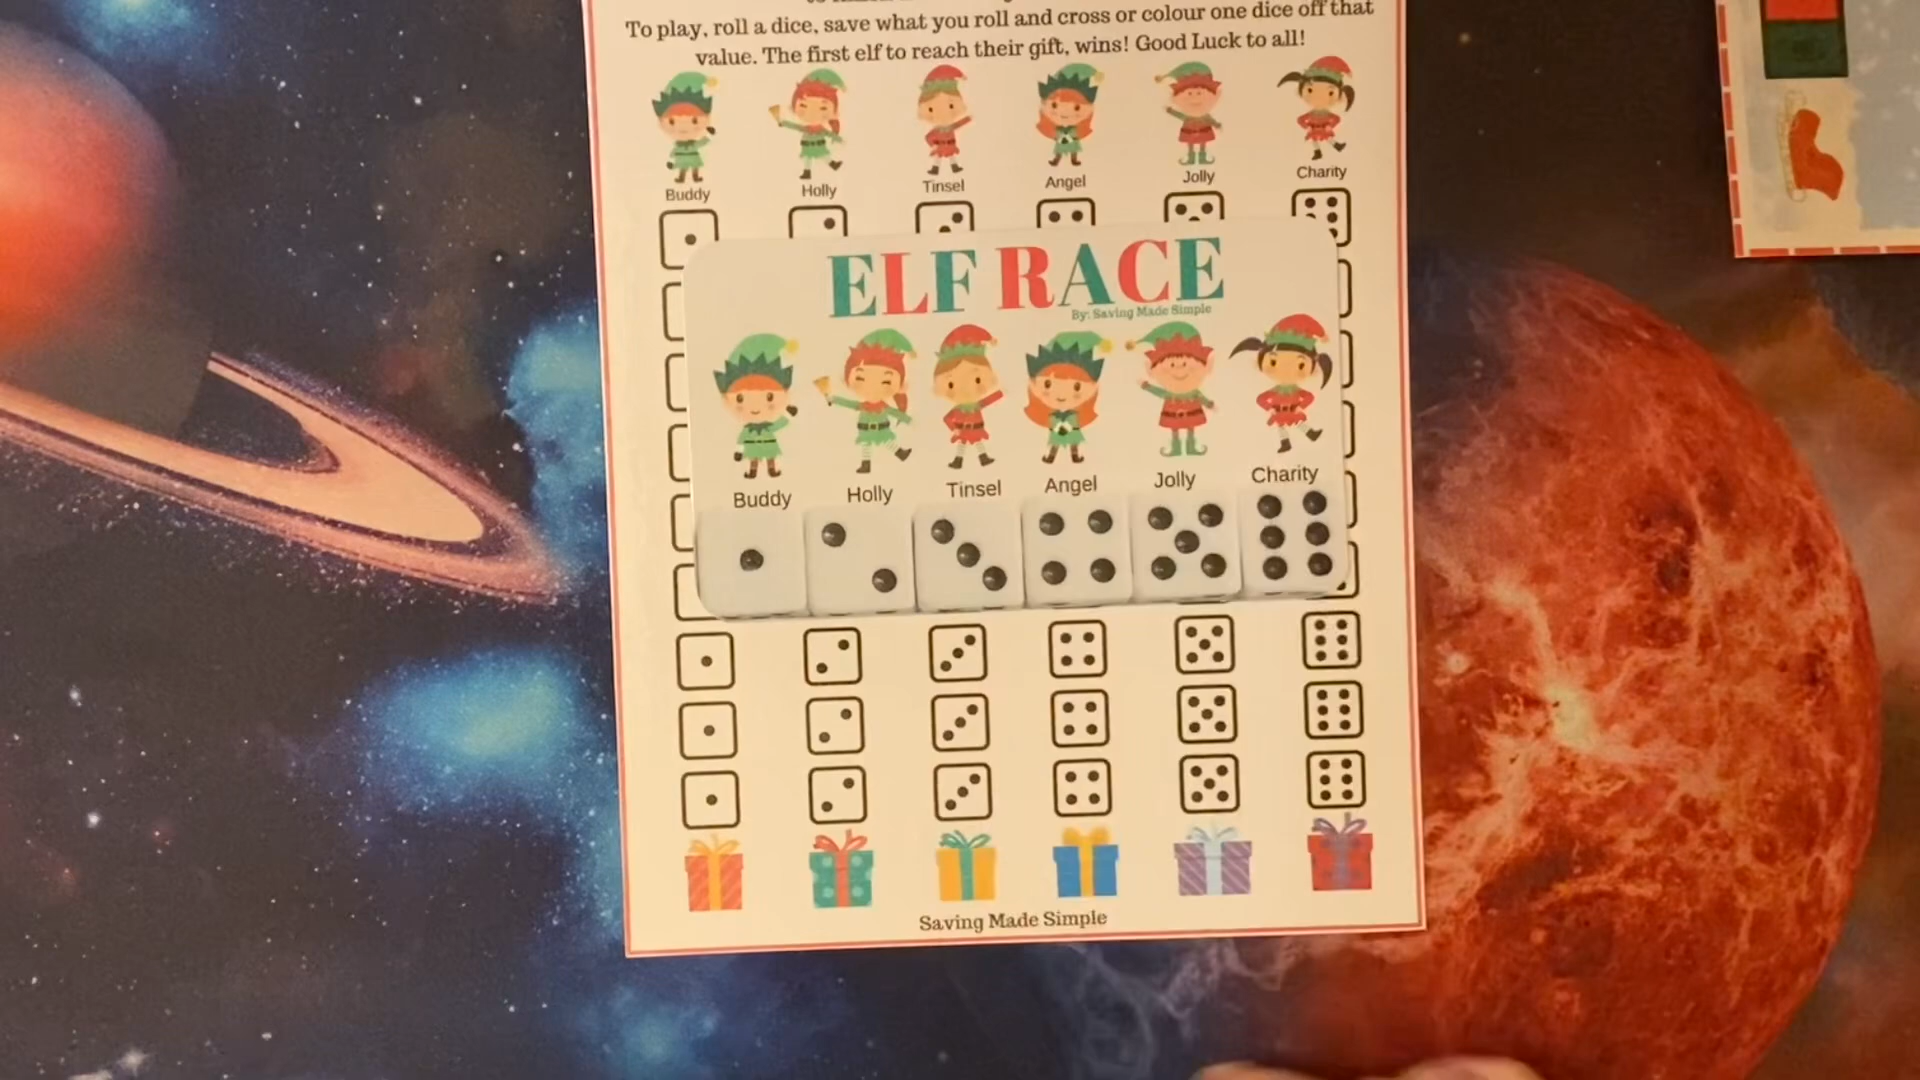 To play, roll a dice, save what you roll and cross or colour one dice off that
value. The first elf to reach their gift, wins! Good Luck to all!
Buddy Holly Tinsel Angel Jolly Charity
ELF RACE
By: Saving Made Simple
Buddy Holly Tinsel Angel Jolly Charity
Saving Made Simple